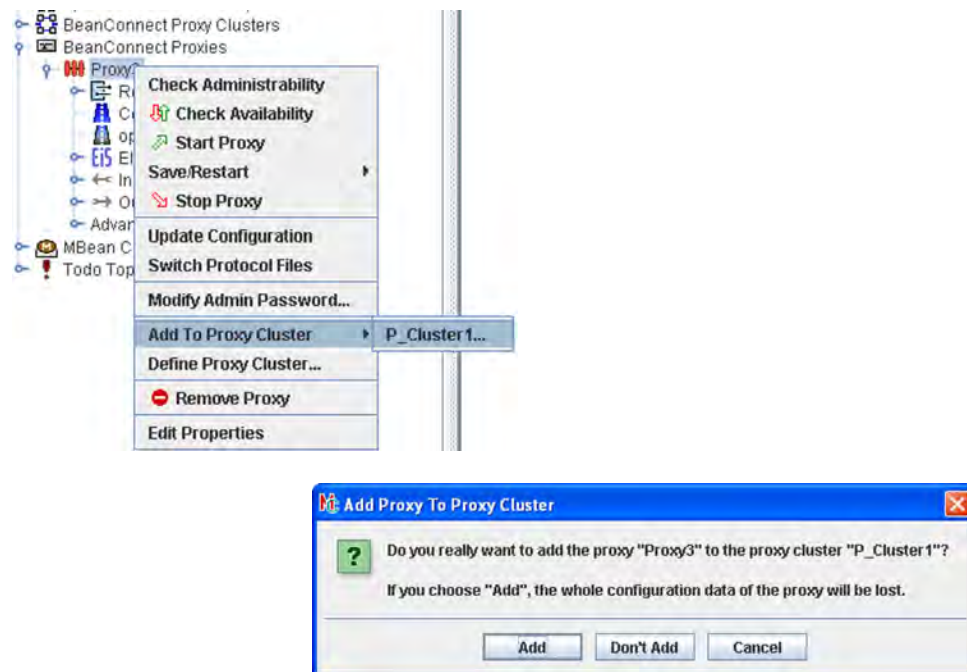 BeanConnect Proxy Clusters
BeanConnect Proxies
Check Administrability
Check Availability
Start Proxy
Save/Restart
EIS
Stop Proxy
Update Configuration
Switch Protocol Files
Modify Admin Password...
Add To Proxy Cluster
P_Cluster1...
Define Proxy Cluster...
Remove Proxy
Edit Properties
Add Proxy To Proxy Cluster
Do you really want to add the proxy "Proxy3" to the proxy cluster "P_Cluster1"?
If you choose "Add", the whole configuration data of the proxy will be lost.
Add Don't Add Cancel